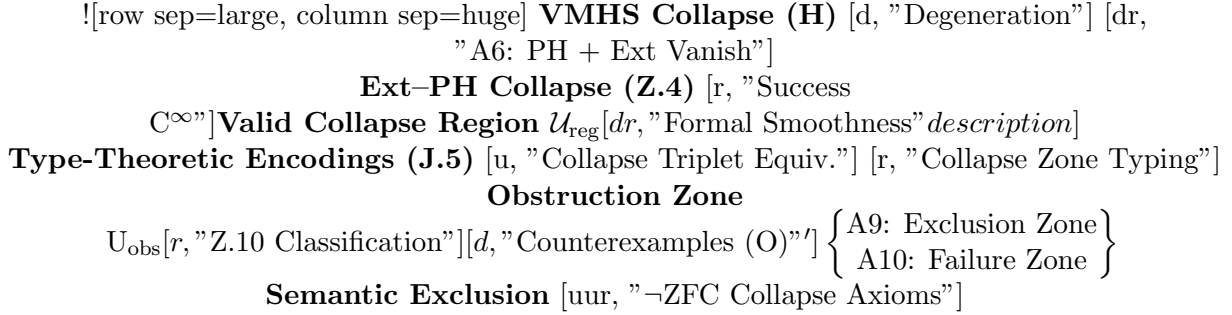 ![row sep=large, column sep=huge] VMHS Collapse (H) [d, ”Degeneration”] [dr,
”A6: PH + Ext Vanish”]
Ext–PH Collapse (Z.4) [r, ”Success
C∞”]Valid Collapse Region 𝒰reg[dr, ”Formal Smoothness”description]
Type-Theoretic Encodings (J.5) [u, ”Collapse Triplet Equiv.”] [r, ”Collapse Zone Typing”]
Obstruction Zone
Uobs[r, ”Z.10 Classification”][d, ”Counterexamples (O)”′] {A9: Exclusion Zone
A10: Failure Zone}
Semantic Exclusion [uur, ”¬ZFC Collapse Axioms”]